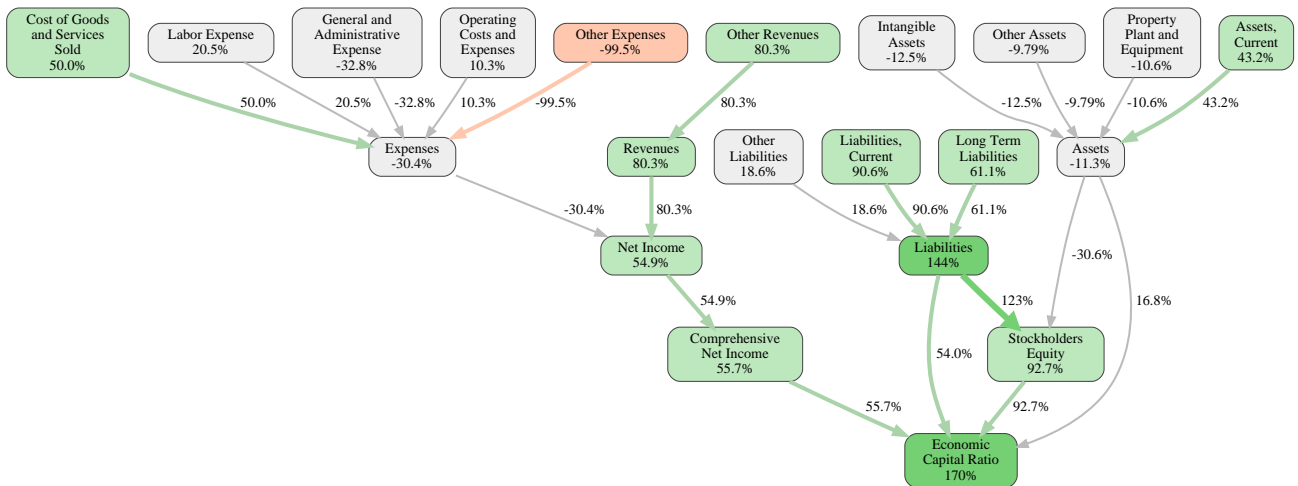 Cost of Goods
and Services
Sold
50.0%
Labor Expense
20.5%
General and
Administrative
Expense
-32.8%
Operating
Costs and
Expenses
10.3%
Other Expenses
-99.5%
Other Revenues
80.3%
Intangible
Assets
-12.5%
Other Assets
-9.79%
Property
Plant and
Equipment
-10.6%
Assets,
Current
43.2%
50.0%
20.5%
-32.8%
10.3%
-99.5%
80.3%
-12.5%
-9.79%
-10.6%
43.2%
Expenses
-30.4%
Revenues
80.3%
Other
Liabilities
18.6%
Liabilities,
Current
90.6%
Long Term
Liabilities
61.1%
Assets
-11.3%
-30.4%
80.3%
18.6%
90.6%
61.1%
Net Income
54.9%
Liabilities
144%
-30.6%
54.9%
123%
16.8%
Comprehensive
Net Income
55.7%
54.0%
Stockholders
Equity
92.7%
55.7%
92.7%
Economic
Capital Ratio
170%